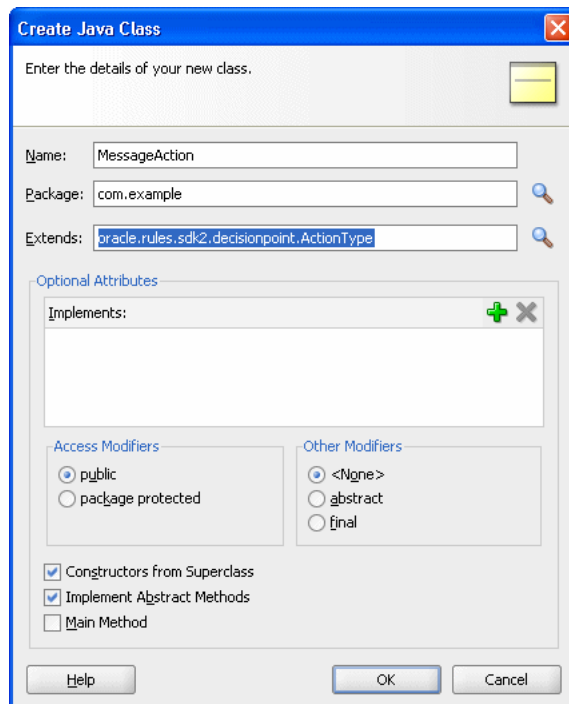 Create Java Class
Enter the details of your new class.
Name: MessageAction
Package: com.example
Extends: oracle.rules.sdk2.decisionpoint.ActionType
Optional Attributes
Implements:
Access Modifiers
public
package protected
Other Modifiers
<None>
abstract
final
Constructors from Superclass
Implement Abstract Methods
Main Method
Help OK Cancel